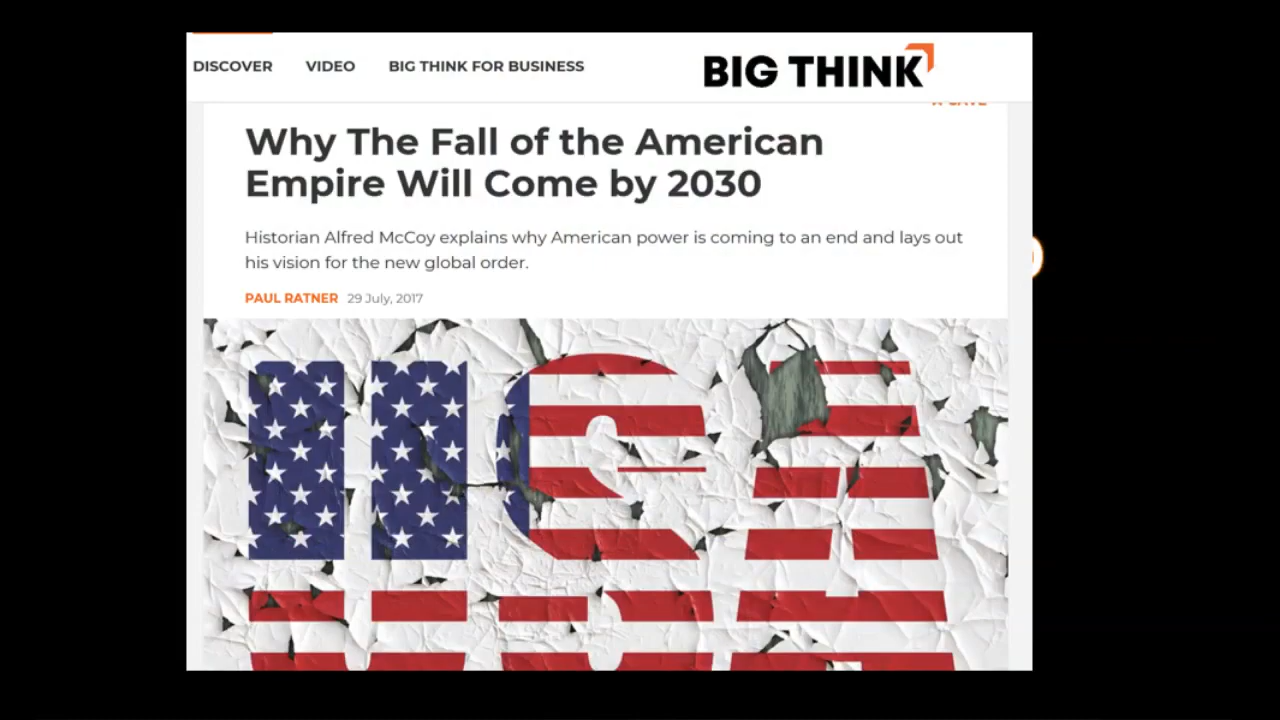 DISCOVER VIDEO BIG THINK FOR BUSINESS BIG THINK
Why The Fall of the American
Empire Will Come by 2030
Historian Alfred McCoy explains why American power is coming to an end and lays out
his vision for the new global order.
PAUL RATNER 29 July, 2017
USA